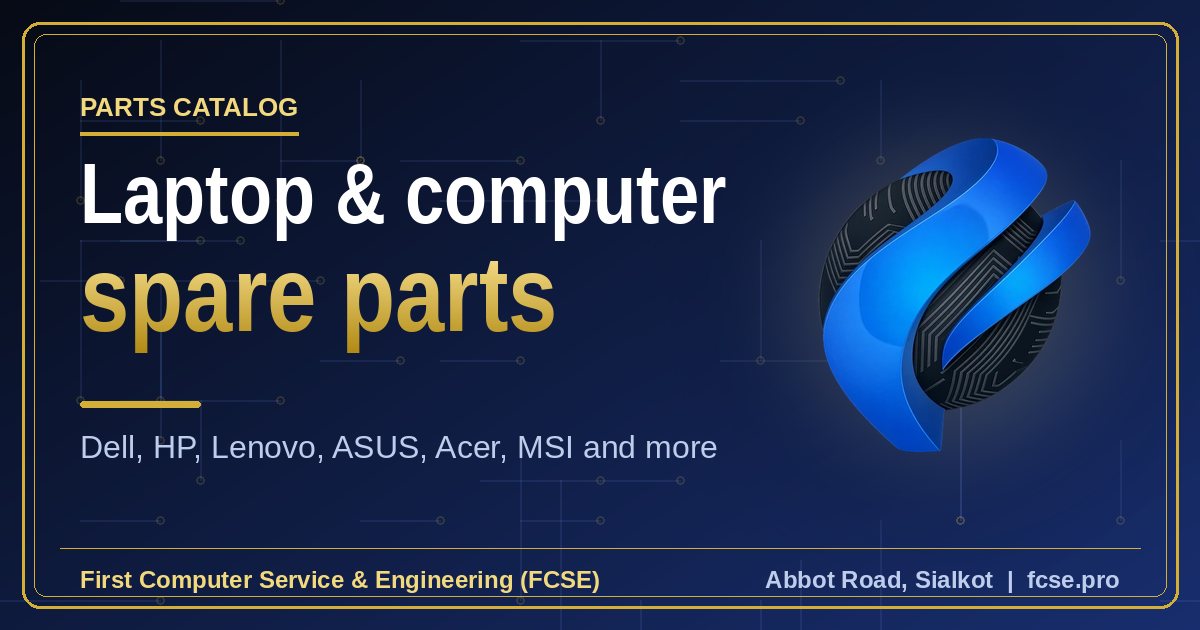 PARTS CATALOG
Laptop & computer
spare parts
Dell, HP, Lenovo, ASUS, Acer, MSI and more
First Computer Service & Engineering (FCSE)
Abbot Road, Sialkot | fcse.pro